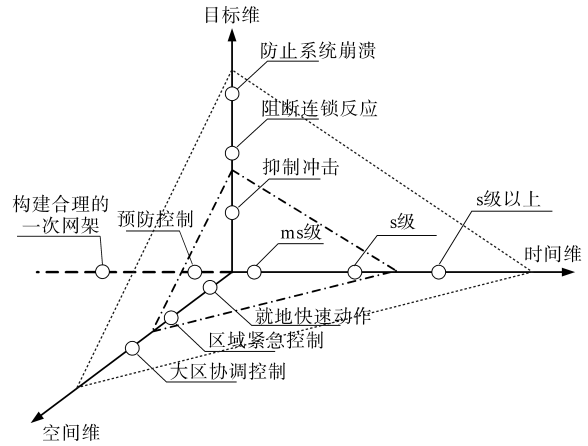 目标维
防止系统崩溃
阻断连锁反应
抑制冲击
构建合理的
一次网架
预防控制
ms级
s级
s级以上
时间维
就地快速动作
区域紧急控制
大区协调控制
空间维